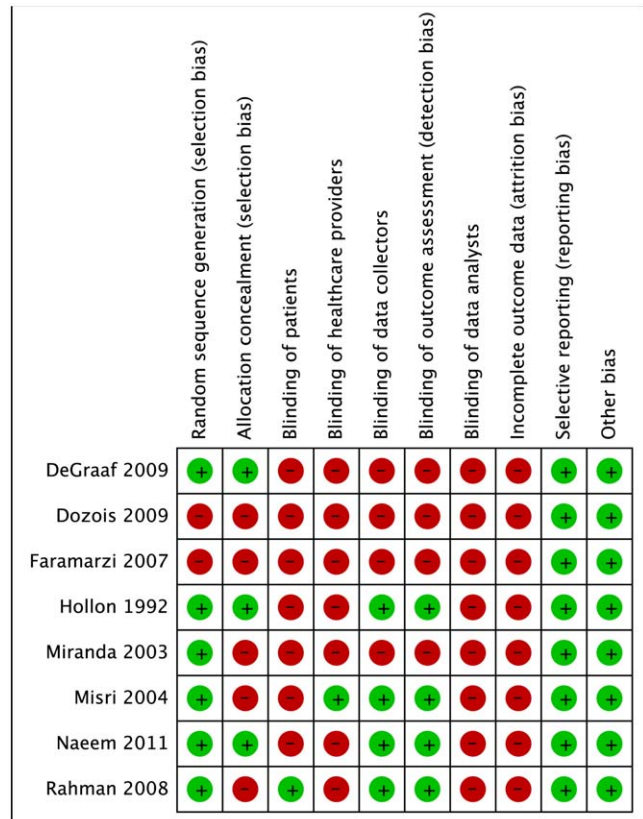 Random sequence generation (selection bias)
Allocation concealment (selection bias)
Blinding of patients
Blinding of healthcare providers
Blinding of data collectors
Blinding of outcome assessment (detection bias)
Blinding of data analysts
Incomplete outcome data (attrition bias)
Selective reporting (reporting bias)
Other bias
DeGraaf 2009 + + - - - - - - + +
Dozois 2009 - - - - - - - - + +
Faramarzi 2007 - - - - - - - - + +
Hollon 1992 + + - - + + - - + +
Miranda 2003 + - - - - - - - + +
Misri 2004 + - - + + + - - + +
Naeem 2011 + + - - + + - - + +
Rahman 2008 + - + - + + - - + +